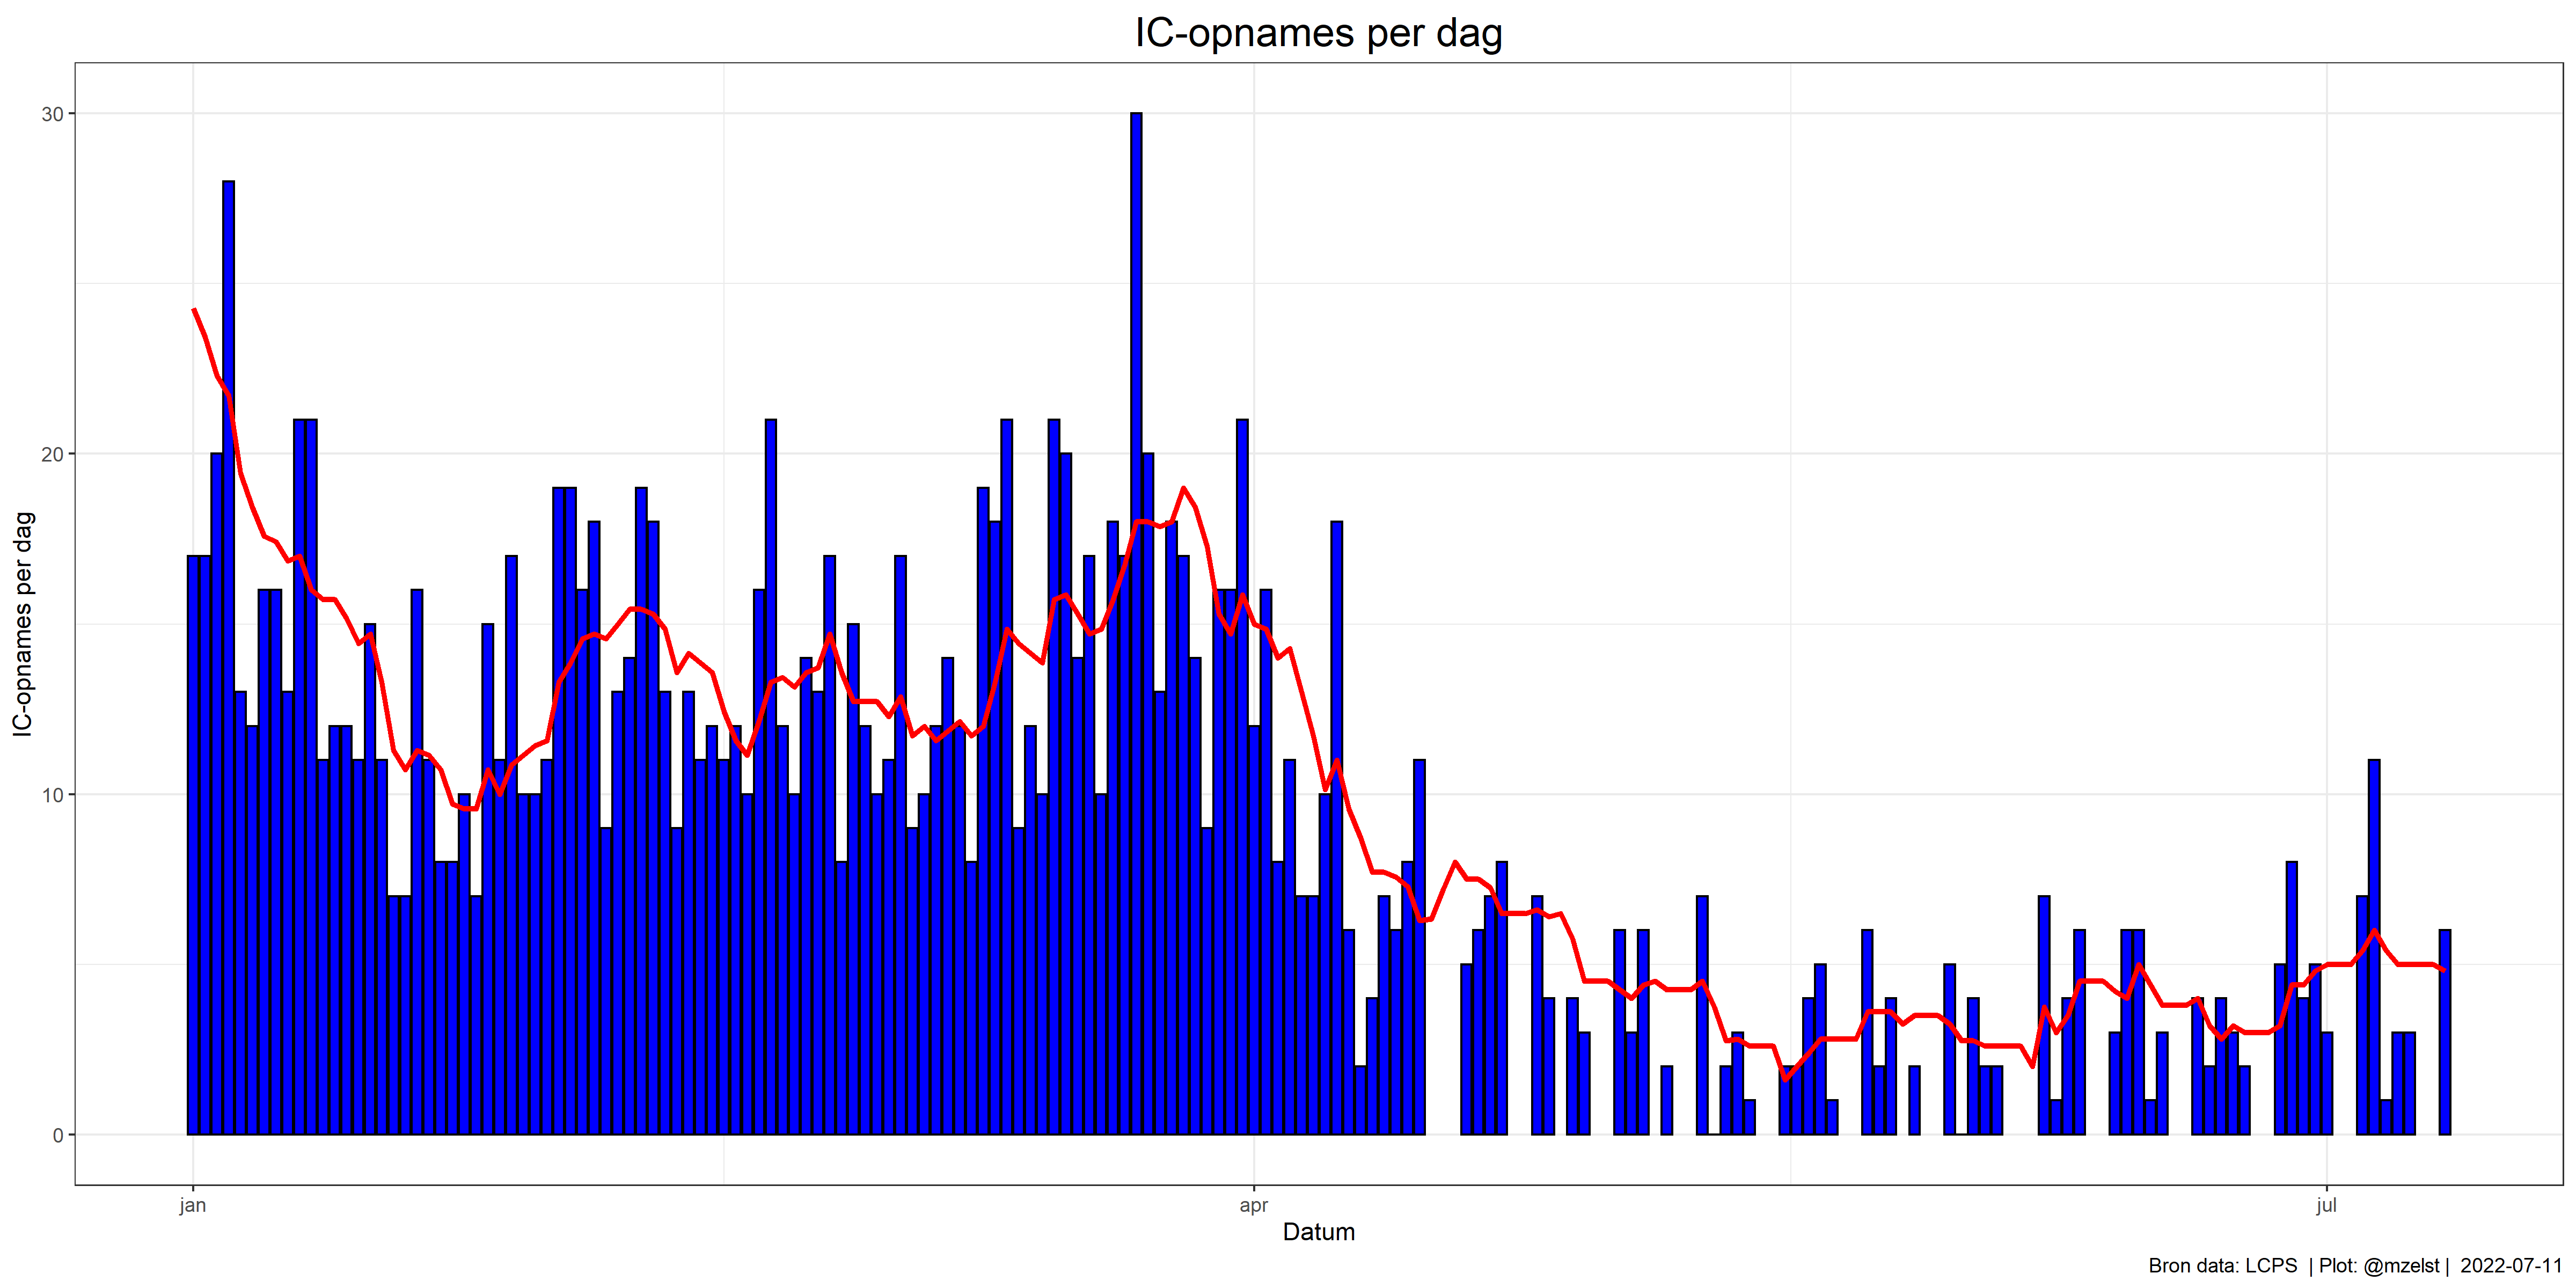 IC-opnames per dag
IC-opnames per dag
30
20
10
0
jan
apr
jul
Datum
Bron data: LCPS | Plot: @mzelst | 2022-07-11